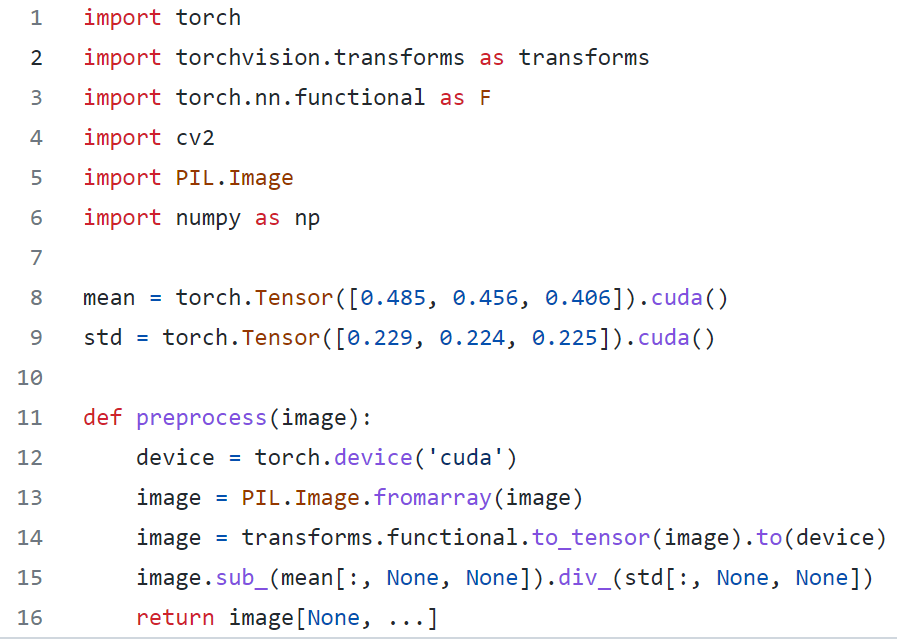 1 import torch
2 import torchvision.transforms as transforms
3 import torch.nn.functional as F
4 import cv2
5 import PIL.Image
6 import numpy as np
7
8 mean = torch.Tensor([0.485, 0.456, 0.406]).cuda()
9 std = torch.Tensor([0.229, 0.224, 0.225]).cuda()
10
11 def preprocess(image):
12     device = torch.device('cuda')
13     image = PIL.Image.fromarray(image)
14     image = transforms.functional.to_tensor(image).to(device)
15     image.sub_(mean[:, None, None]).div_(std[:, None, None])
16     return image[None, ...]